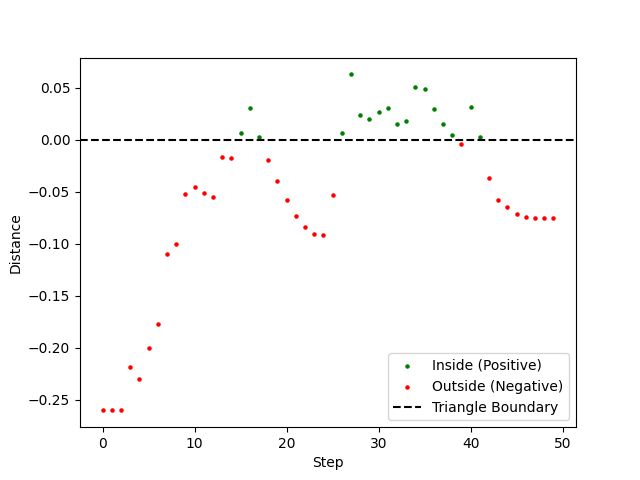 0.05
0.00
−0.05
−0.10
−0.15
−0.20
−0.25
Distance
Inside (Positive)
Outside (Negative)
Triangle Boundary
0 10 20 30 40 50
Step